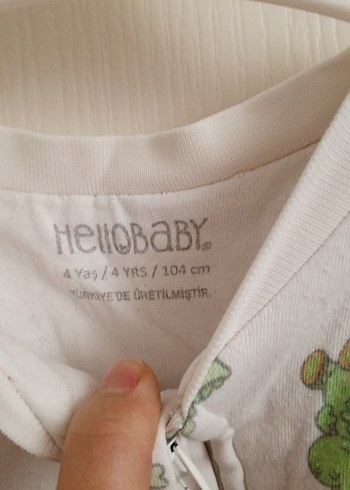 HelloBaby®
4 Yaş / 4 YRS / 104 cm
TÜRKİYE'DE ÜRETİLMİŞTİR.